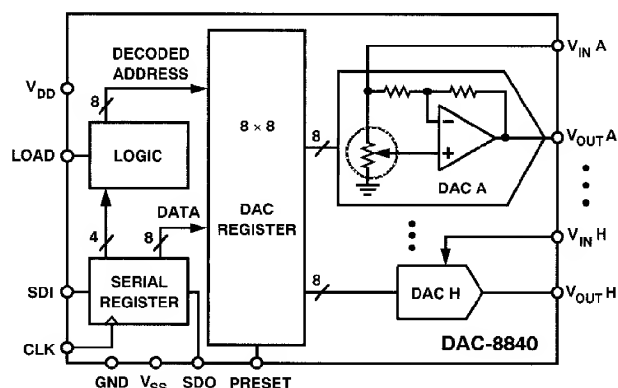 DECODED
ADDRESS
V_DD
8
LOAD
LOGIC
8 × 8
DAC
REGISTER
4
8
DATA
SDI
SERIAL
REGISTER
CLK
GND
V_SS
SDO
PRESET
V_IN A
8
−
+
DAC A
V_OUT A
V_IN H
8
DAC H
V_OUT H
DAC-8840